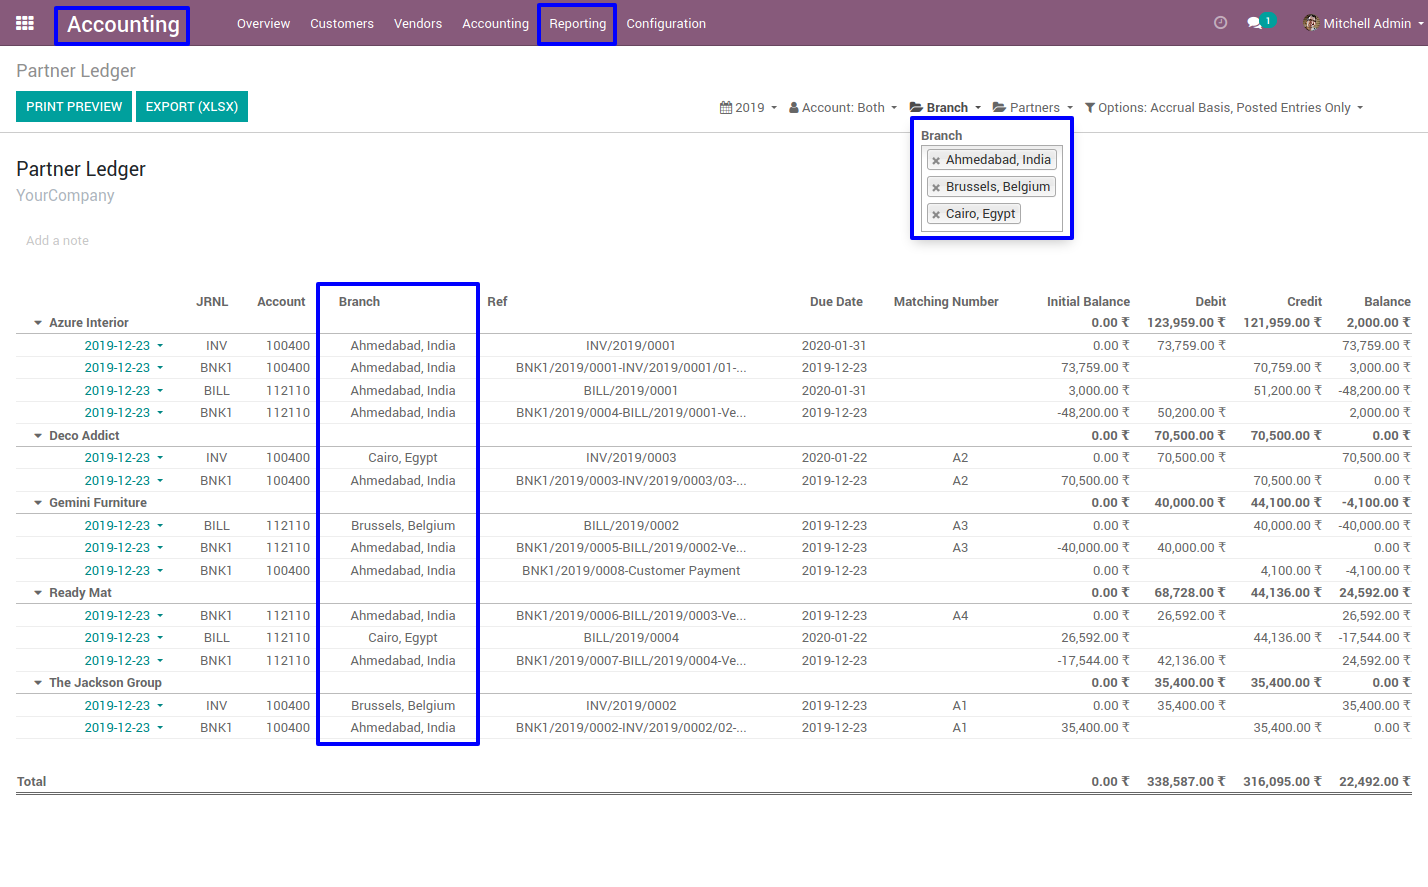 Accounting Overview Customers Vendors Accounting Reporting Configuration 1 Mitchell Admin
Partner Ledger
PRINT PREVIEW EXPORT (XLSX) 2019 Account: Both Branch Partners Options: Accrual Basis, Posted Entries Only
Branch
Ahmedabad, India
Brussels, Belgium
Cairo, Egypt
Partner Ledger
YourCompany
Add a note
JRNL Account Branch Ref Due Date Matching Number Initial Balance Debit Credit Balance
Azure Interior 0.00 ₹ 123,959.00 ₹ 121,959.00 ₹ 2,000.00 ₹
2019-12-23 INV 100400 Ahmedabad, India INV/2019/0001 2020-01-31 0.00 ₹ 73,759.00 ₹ 73,759.00 ₹
2019-12-23 BNK1 100400 Ahmedabad, India BNK1/2019/0001-INV/2019/0001/01-... 2019-12-23 73,759.00 ₹ 70,759.00 ₹ 3,000.00 ₹
2019-12-23 BILL 112110 Ahmedabad, India BILL/2019/0001 2020-01-31 3,000.00 ₹ 51,200.00 ₹ -48,200.00 ₹
2019-12-23 BNK1 112110 Ahmedabad, India BNK1/2019/0004-BILL/2019/0001-Ve... 2019-12-23 -48,200.00 ₹ 50,200.00 ₹ 2,000.00 ₹
Deco Addict 0.00 ₹ 70,500.00 ₹ 70,500.00 ₹ 0.00 ₹
2019-12-23 INV 100400 Cairo, Egypt INV/2019/0003 2020-01-22 A2 0.00 ₹ 70,500.00 ₹ 70,500.00 ₹
2019-12-23 BNK1 100400 Ahmedabad, India BNK1/2019/0003-INV/2019/0003/03-... 2019-12-23 A2 70,500.00 ₹ 70,500.00 ₹ 0.00 ₹
Gemini Furniture 0.00 ₹ 40,000.00 ₹ 44,100.00 ₹ -4,100.00 ₹
2019-12-23 BILL 112110 Brussels, Belgium BILL/2019/0002 2019-12-23 A3 0.00 ₹ 40,000.00 ₹ -40,000.00 ₹
2019-12-23 BNK1 112110 Ahmedabad, India BNK1/2019/0005-BILL/2019/0002-Ve... 2019-12-23 A3 -40,000.00 ₹ 40,000.00 ₹ 0.00 ₹
2019-12-23 BNK1 100400 Ahmedabad, India BNK1/2019/0008-Customer Payment 2019-12-23 0.00 ₹ 4,100.00 ₹ -4,100.00 ₹
Ready Mat 0.00 ₹ 68,728.00 ₹ 44,136.00 ₹ 24,592.00 ₹
2019-12-23 BNK1 112110 Ahmedabad, India BNK1/2019/0006-BILL/2019/0003-Ve... 2019-12-23 A4 0.00 ₹ 26,592.00 ₹ 26,592.00 ₹
2019-12-23 BILL 112110 Cairo, Egypt BILL/2019/0004 2020-01-22 26,592.00 ₹ 44,136.00 ₹ -17,544.00 ₹
2019-12-23 BNK1 112110 Ahmedabad, India BNK1/2019/0007-BILL/2019/0004-Ve... 2019-12-23 -17,544.00 ₹ 42,136.00 ₹ 24,592.00 ₹
The Jackson Group 0.00 ₹ 35,400.00 ₹ 35,400.00 ₹ 0.00 ₹
2019-12-23 INV 100400 Brussels, Belgium INV/2019/0002 2019-12-23 A1 0.00 ₹ 35,400.00 ₹ 35,400.00 ₹
2019-12-23 BNK1 100400 Ahmedabad, India BNK1/2019/0002-INV/2019/0002/02-... 2019-12-23 A1 35,400.00 ₹ 35,400.00 ₹ 0.00 ₹
Total 0.00 ₹ 338,587.00 ₹ 316,095.00 ₹ 22,492.00 ₹